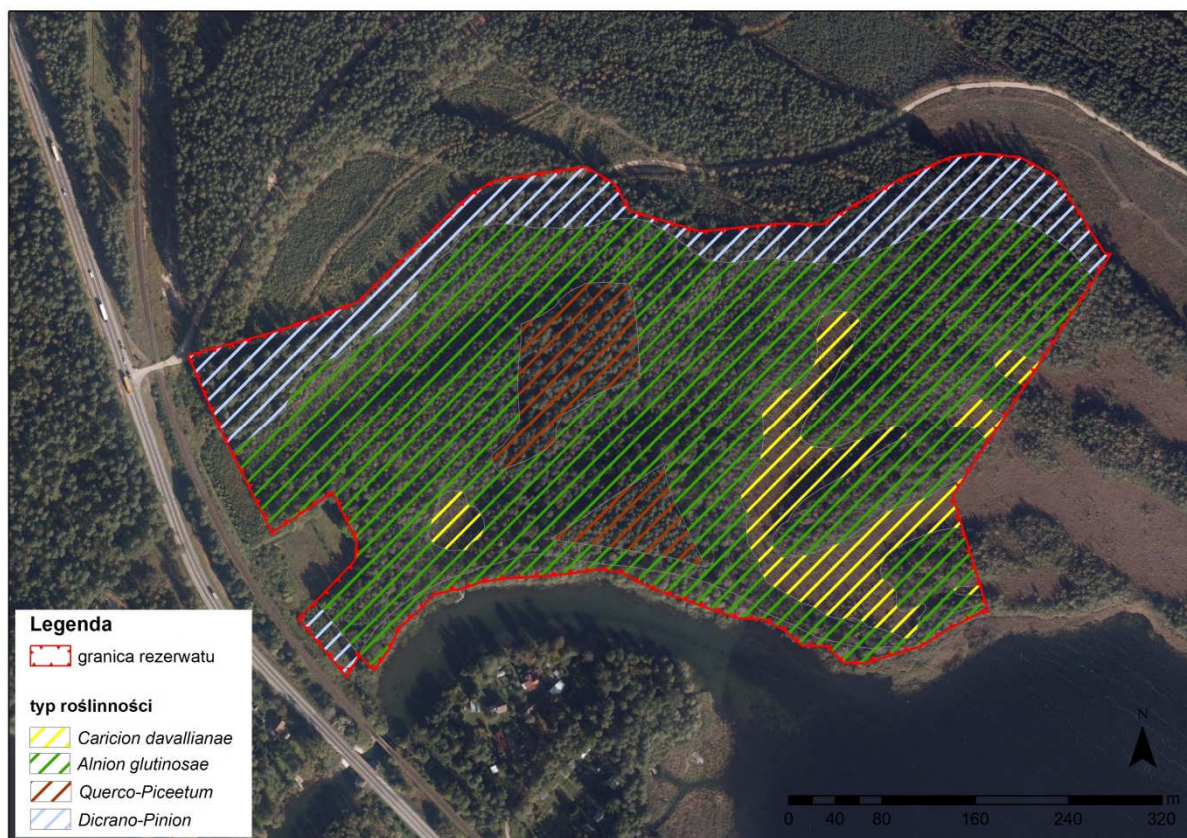 Legenda
granica rezerwatu
typ roślinności
Caricion davallianae
Alnion glutinosae
Querco-Piceetum
Dicrano-Pinion
N
m
0 40 80 160 240 320